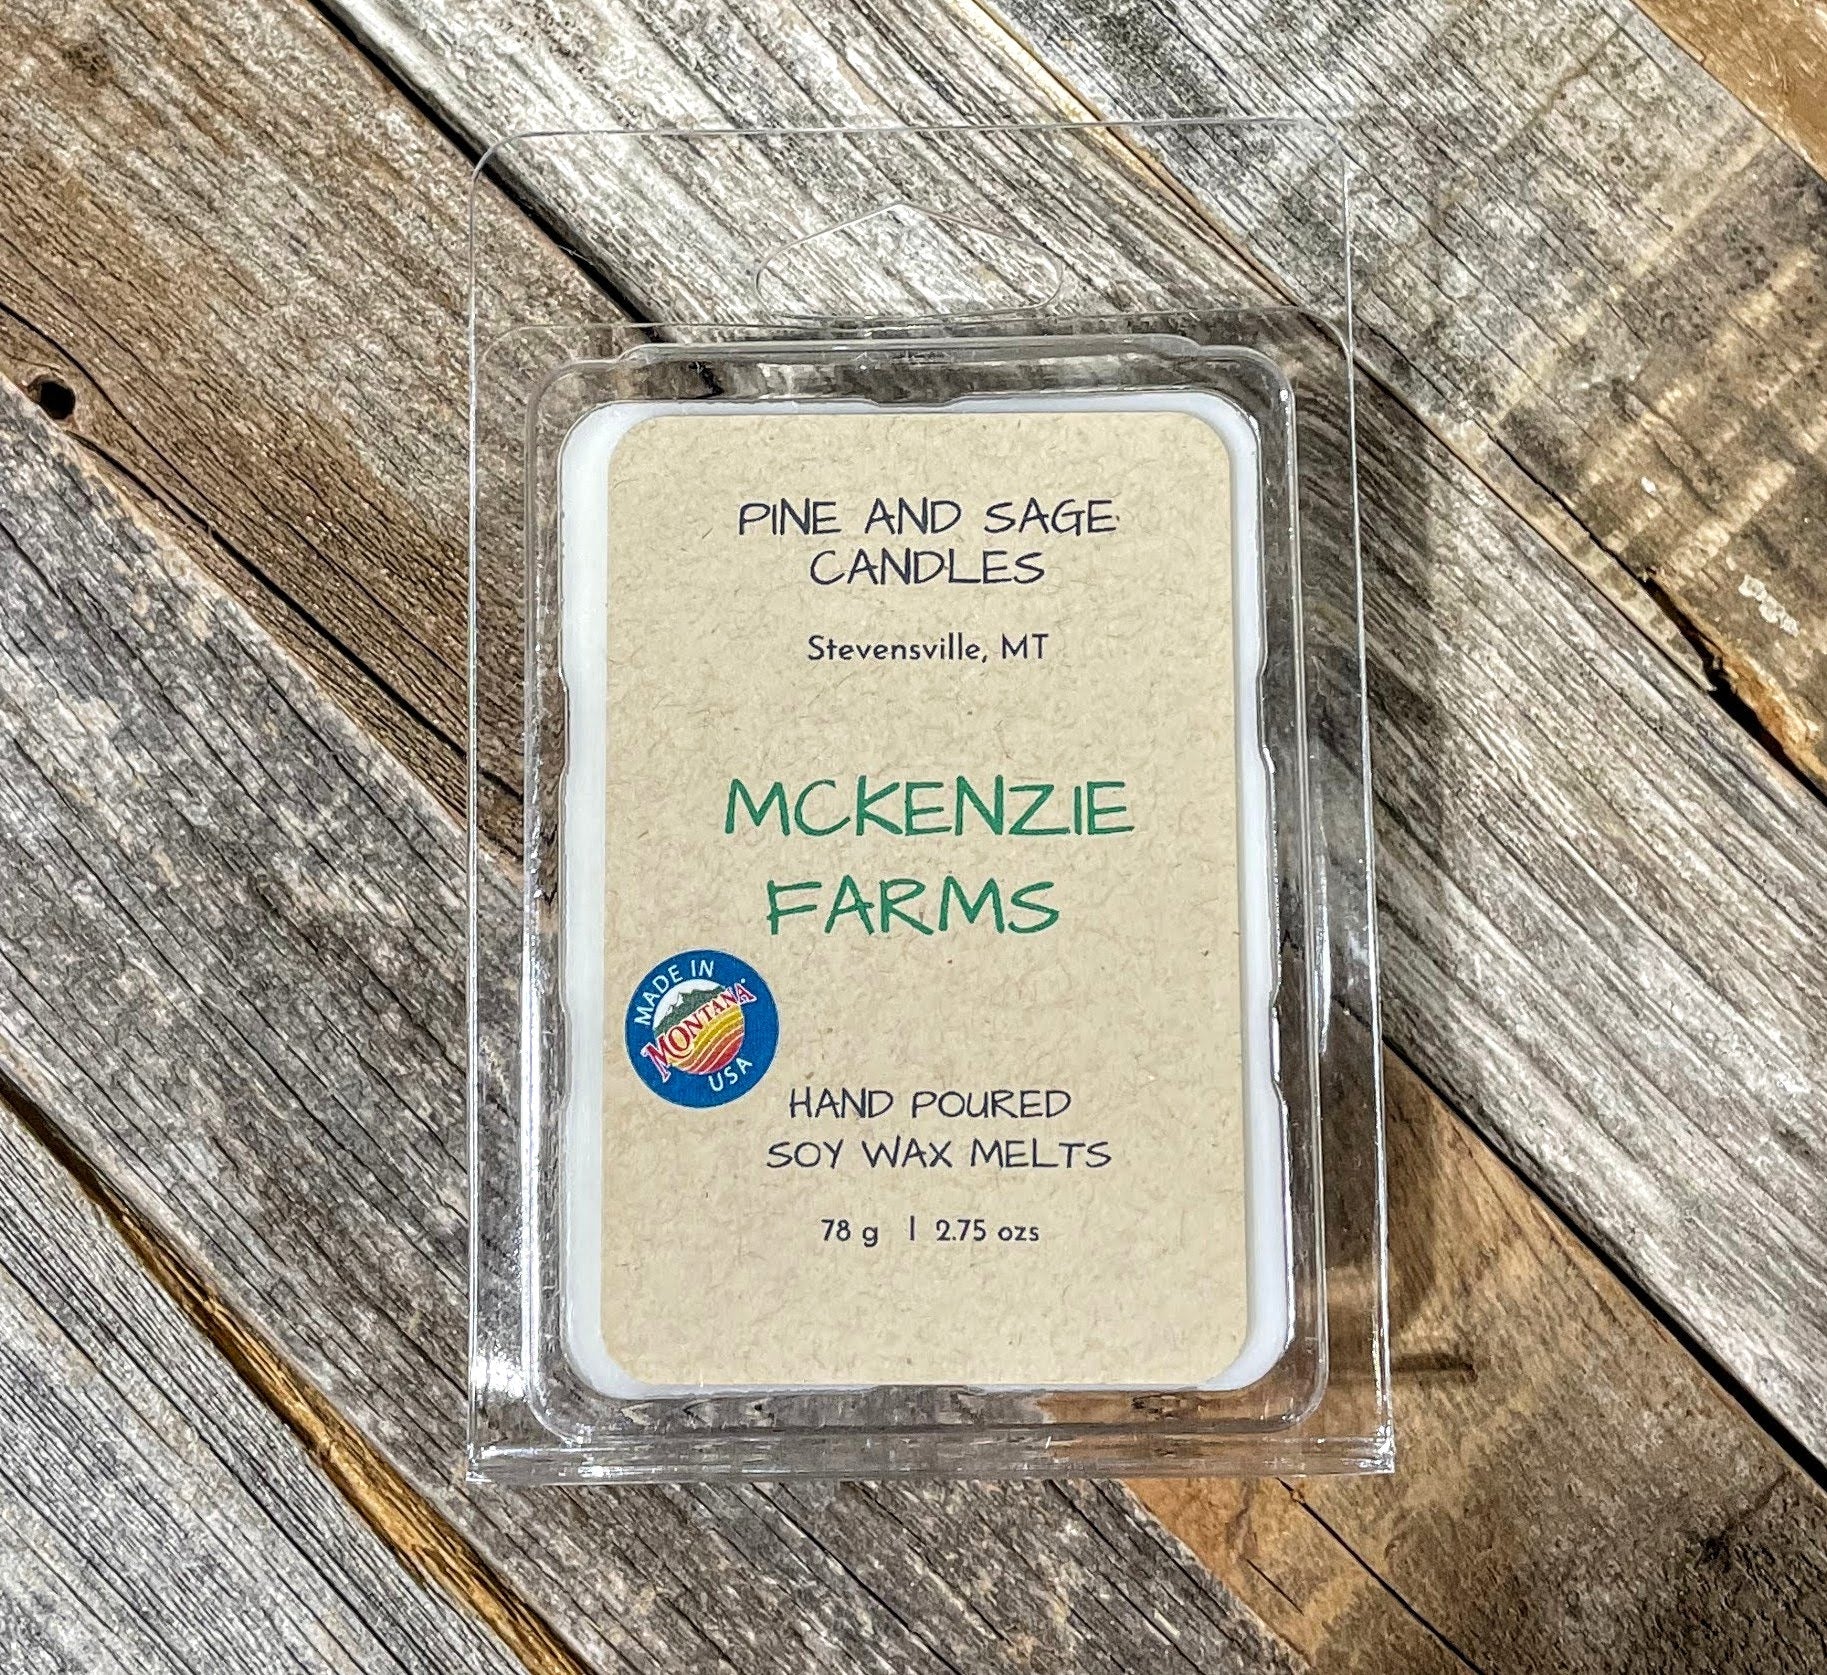 PINE AND SAGE
CANDLES
Stevensville, MT
MCKENZIE
FARMS
MADE IN
MONTANA
USA
HAND POURED
SOY WAX MELTS
78 g | 2.75 ozs